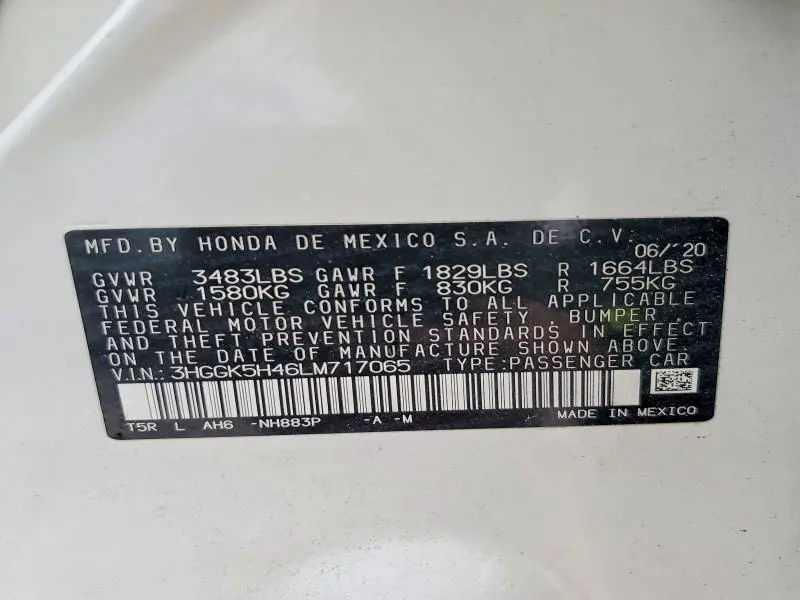 MFD. BY HONDA DE MEXICO S.A. DE C.V. 06/'20
GVWR 3483LBS GAWR F 1829LBS R 1664LBS
GVWR 1580KG GAWR F 830KG R 755KG
THIS VEHICLE CONFORMS TO ALL APPLICABLE
FEDERAL MOTOR VEHICLE SAFETY, BUMPER,
AND THEFT PREVENTION STANDARDS IN EFFECT
ON THE DATE OF MANUFACTURE SHOWN ABOVE.
V.I.N.: 3HGGK5H46LM717065 TYPE:PASSENGER CAR
T5R L AH6 -NH883P -A -M MADE IN MEXICO